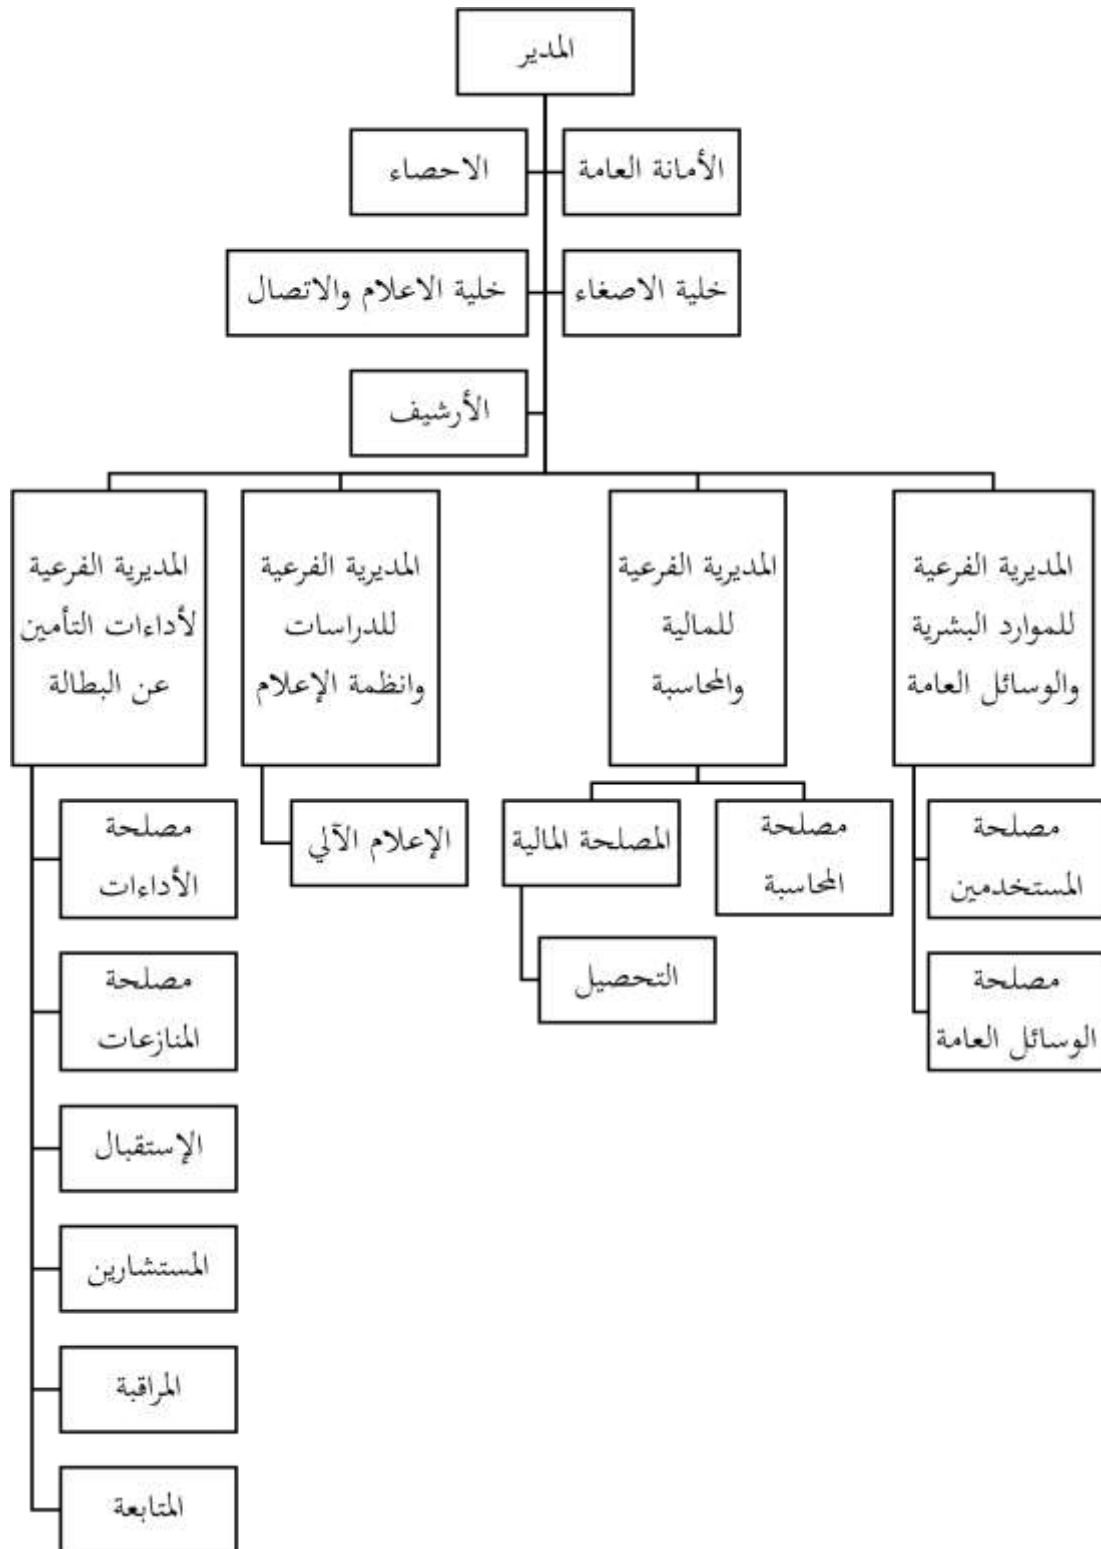 المدير
الأمانة العامة
الاحصاء
خلية الاصغاء
خلية الاعلام والاتصال
الأرشيف
المديرية الفرعية
للموارد البشرية
والوسائل العامة
المديرية الفرعية
للمالية
والمحاسبة
المديرية الفرعية
للدراسات
وانظمة الإعلام
المديرية الفرعية
لأداءات التأمين
عن البطالة
مصلحة
المستخدمين
مصلحة
الوسائل العامة
مصلحة
المحاسبة
المصلحة المالية
التحصيل
الإعلام الآلي
مصلحة
الأداءات
مصلحة
المنازعات
الإستقبال
المستشارين
المراقبة
المتابعة